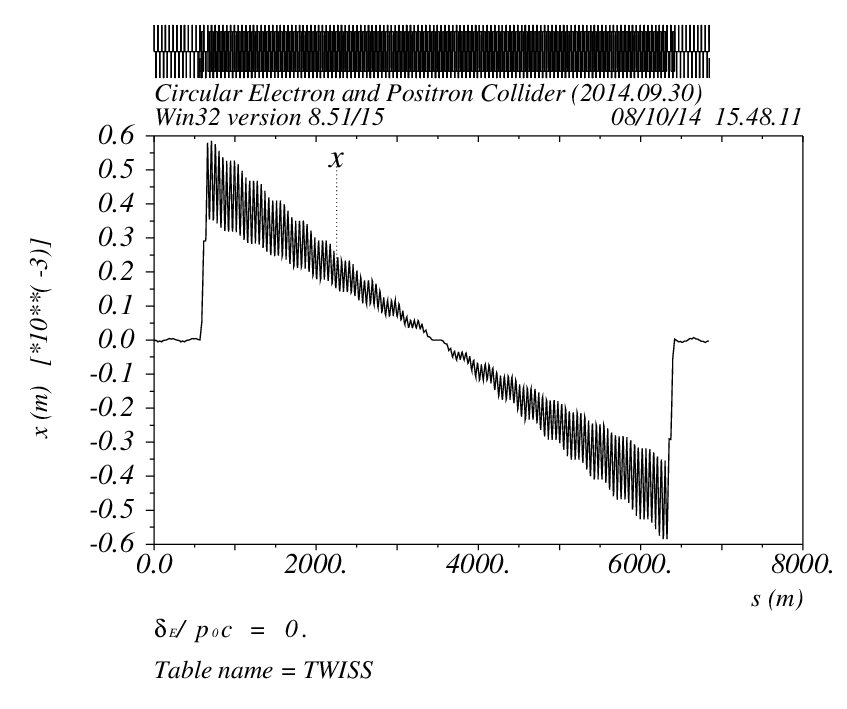 Circular Electron and Positron Collider (2014.09.30)
Win32 version 8.51/15 08/10/14 15.48.11
x (m) [*10**( -3)]
0.6
0.5
0.4
0.3
0.2
0.1
0.0
-0.1
-0.2
-0.3
-0.4
-0.5
-0.6
x
0.0 2000. 4000. 6000. 8000.
s (m)
δE/ p0c = 0.
Table name = TWISS